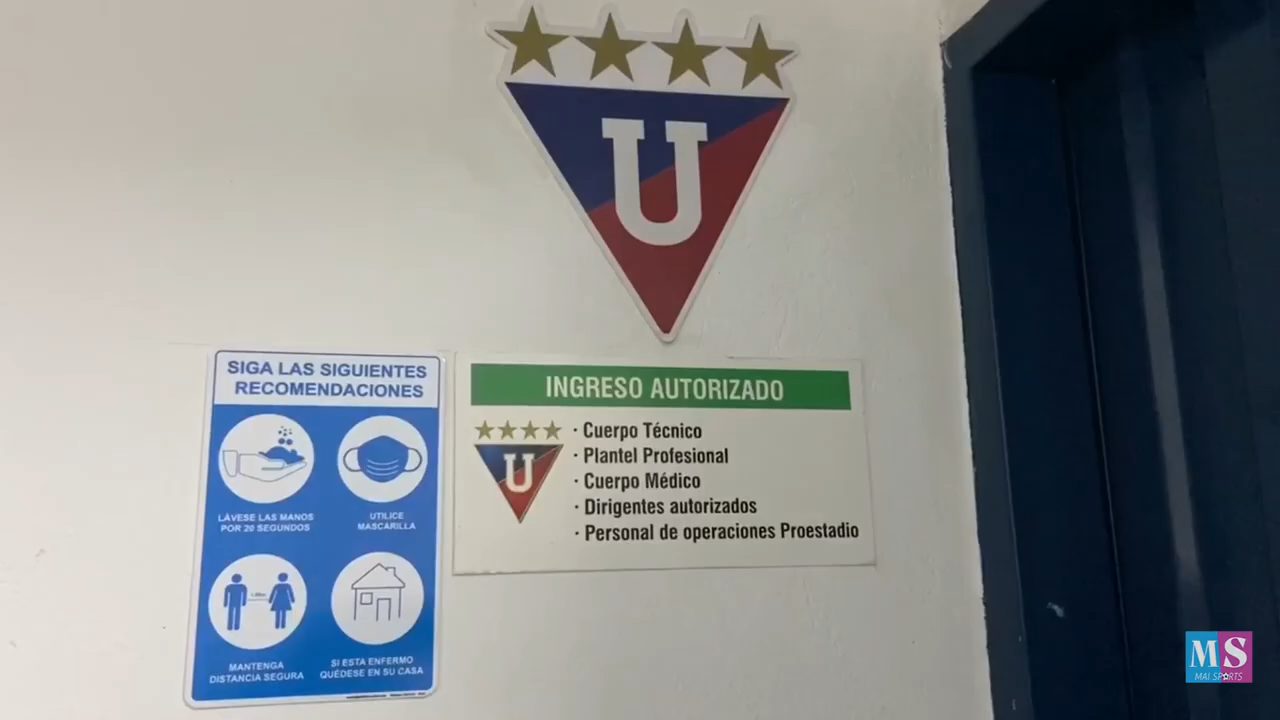 U
SIGA LAS SIGUIENTES
RECOMENDACIONES
LÁVESE LAS MANOS
POR 20 SEGUNDOS
UTILICE
MASCARILLA
MANTENGA
DISTANCIA SEGURA
SI ESTA ENFERMO
QUÉDESE EN SU CASA
INGRESO AUTORIZADO
U
· Cuerpo Técnico
· Plantel Profesional
· Cuerpo Médico
· Dirigentes autorizados
· Personal de operaciones Proestadio
MS
MAI SPORTS